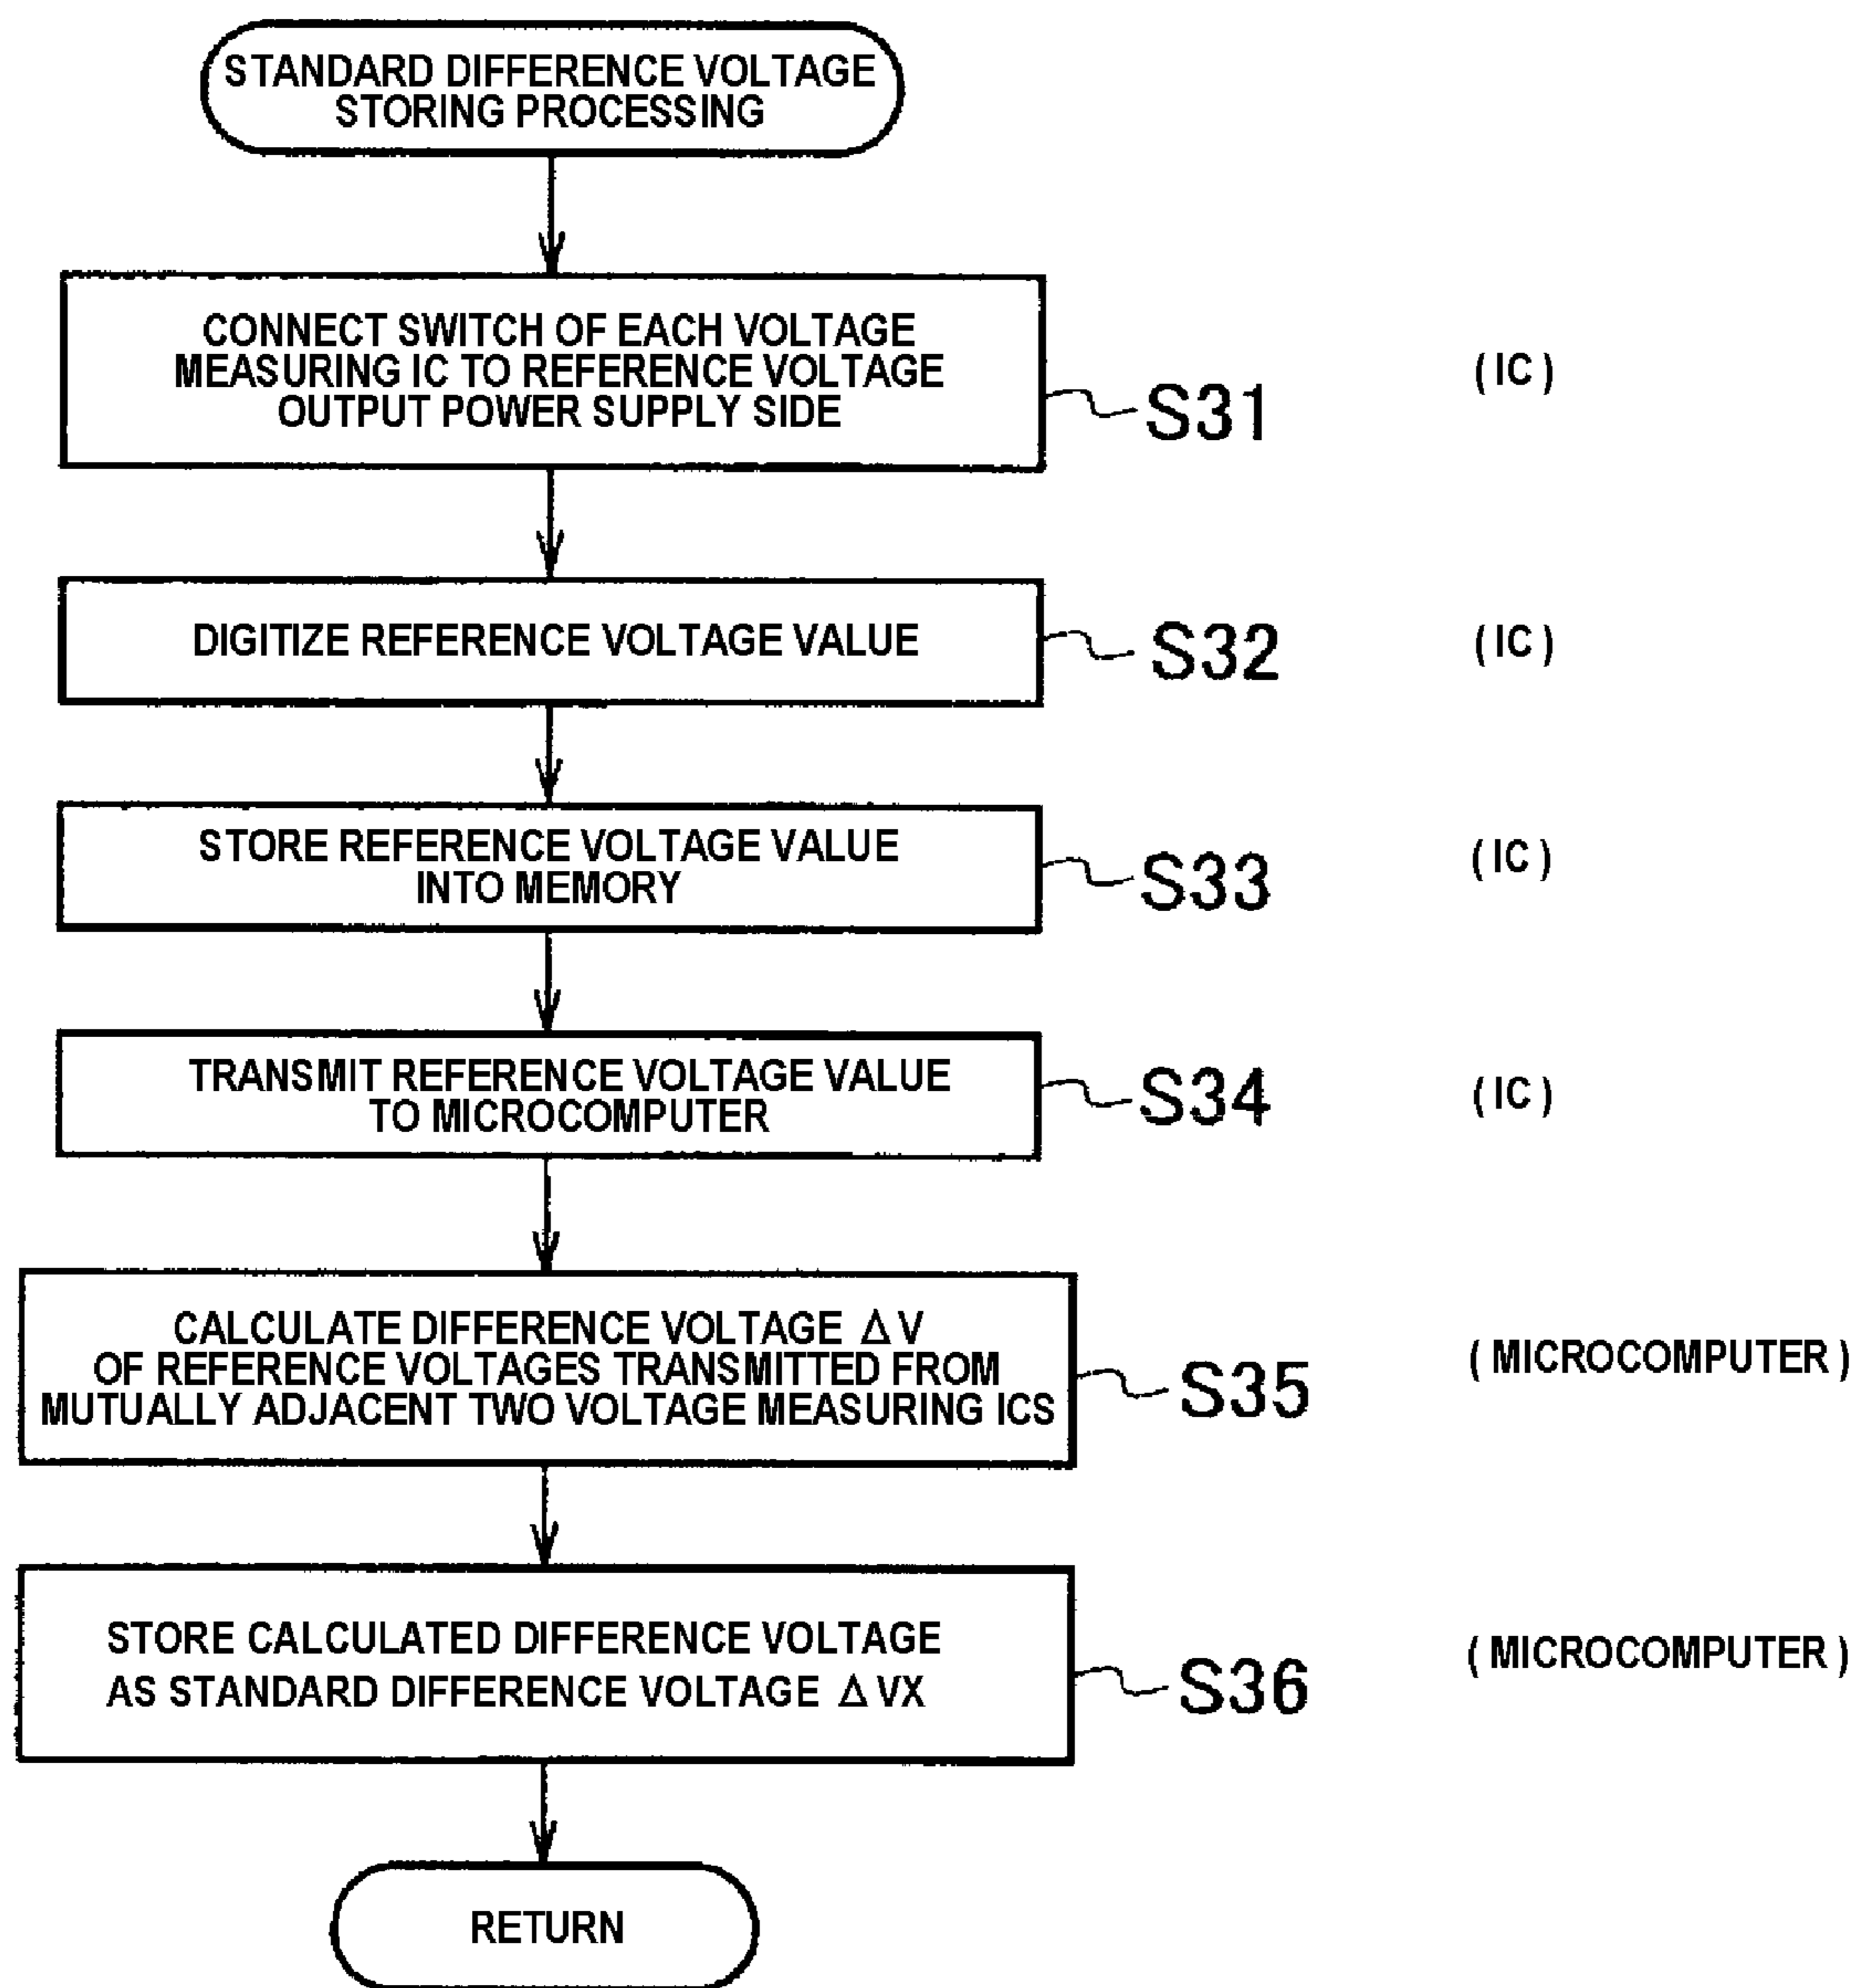 STANDARD DIFFERENCE VOLTAGE
STORING PROCESSING
CONNECT SWITCH OF EACH VOLTAGE
MEASURING IC TO REFERENCE VOLTAGE
OUTPUT POWER SUPPLY SIDE
S31
(IC)
DIGITIZE REFERENCE VOLTAGE VALUE
S32
(IC)
STORE REFERENCE VOLTAGE VALUE
INTO MEMORY
S33
(IC)
TRANSMIT REFERENCE VOLTAGE VALUE
TO MICROCOMPUTER
S34
(IC)
CALCULATE DIFFERENCE VOLTAGE Δ V
OF REFERENCE VOLTAGES TRANSMITTED FROM
MUTUALLY ADJACENT TWO VOLTAGE MEASURING ICS
S35
(MICROCOMPUTER)
STORE CALCULATED DIFFERENCE VOLTAGE
AS STANDARD DIFFERENCE VOLTAGE Δ VX
S36
(MICROCOMPUTER)
RETURN